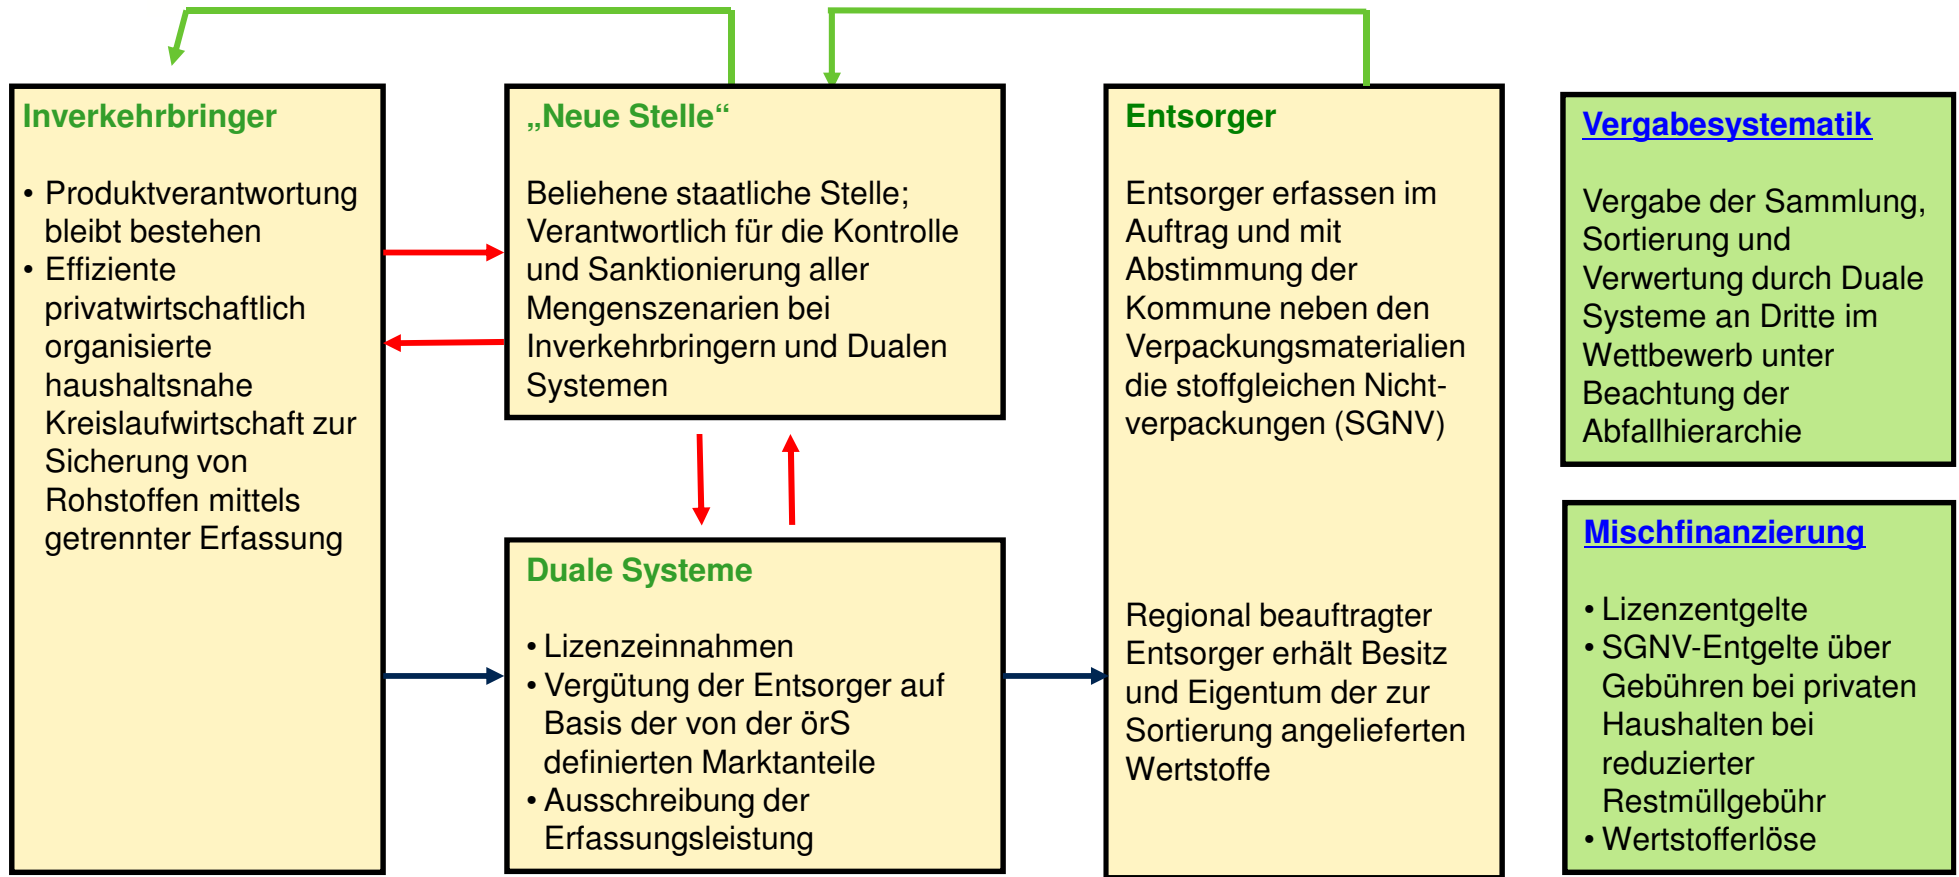 Inverkehrbringer
• Produktverantwortung
bleibt bestehen
• Effiziente
privatwirtschaftlich
organisierte
haushaltsnahe
Kreislaufwirtschaft zur
Sicherung von
Rohstoffen mittels
getrennter Erfassung
„Neue Stelle“
Beliehene staatliche Stelle;
Verantwortlich für die Kontrolle
und Sanktionierung aller
Mengenszenarien bei
Inverkehrbringern und Dualen
Systemen
Duale Systeme
• Lizenzeinnahmen
• Vergütung der Entsorger auf
Basis der von der örS
definierten Marktanteile
• Ausschreibung der
Erfassungsleistung
Entsorger
Entsorger erfassen im
Auftrag und mit
Abstimmung der
Kommune neben den
Verpackungsmaterialien
die stoffgleichen Nicht-
verpackungen (SGNV)
Regional beauftragter
Entsorger erhält Besitz
und Eigentum der zur
Sortierung angelieferten
Wertstoffe
Vergabesystematik
Vergabe der Sammlung,
Sortierung und
Verwertung durch Duale
Systeme an Dritte im
Wettbewerb unter
Beachtung der
Abfallhierarchie
Mischfinanzierung
• Lizenzentgelte
• SGNV-Entgelte über
Gebühren bei privaten
Haushalten bei
reduzierter
Restmüllgebühr
• Wertstofferlöse